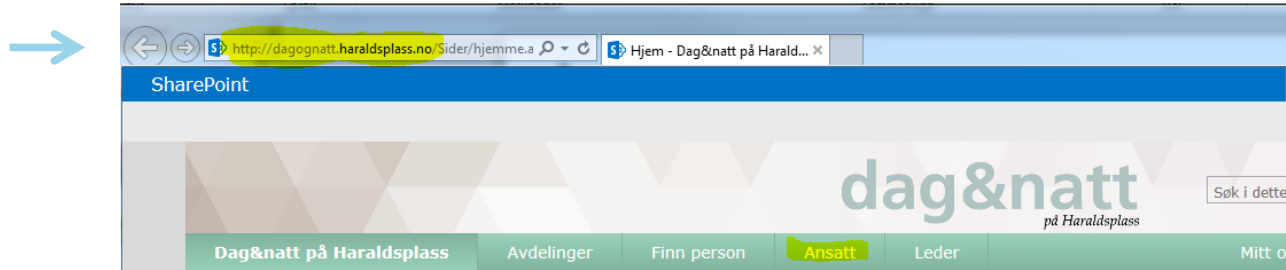 http://dagognatt.haraldsplass.no/Sider/hjemme.a
Hjem - Dag&natt på Harald...
SharePoint
dag&natt
på Haraldsplass
Søk i dette
Dag&natt på Haraldsplass Avdelinger Finn person Ansatt Leder Mitt o